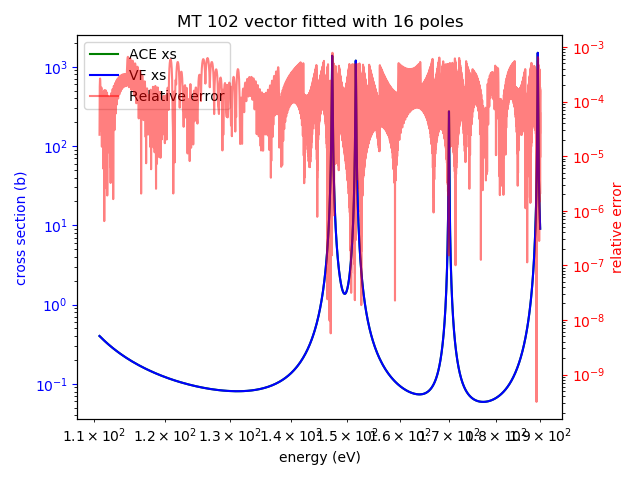 MT 102 vector fitted with 16 poles
ACE xs
VF xs
Relative error
cross section (b)
10³
10²
10¹
10⁰
10⁻¹
10⁻³
10⁻⁴
10⁻⁵
10⁻⁶
10⁻⁷
10⁻⁸
10⁻⁹
relative error
1.1 × 10² 1.2 × 10² 1.3 × 10² 1.4 × 10² 1.5 × 10² 1.6 × 10² 1.7 × 10² 1.8 × 10² 1.9 × 10²
energy (eV)